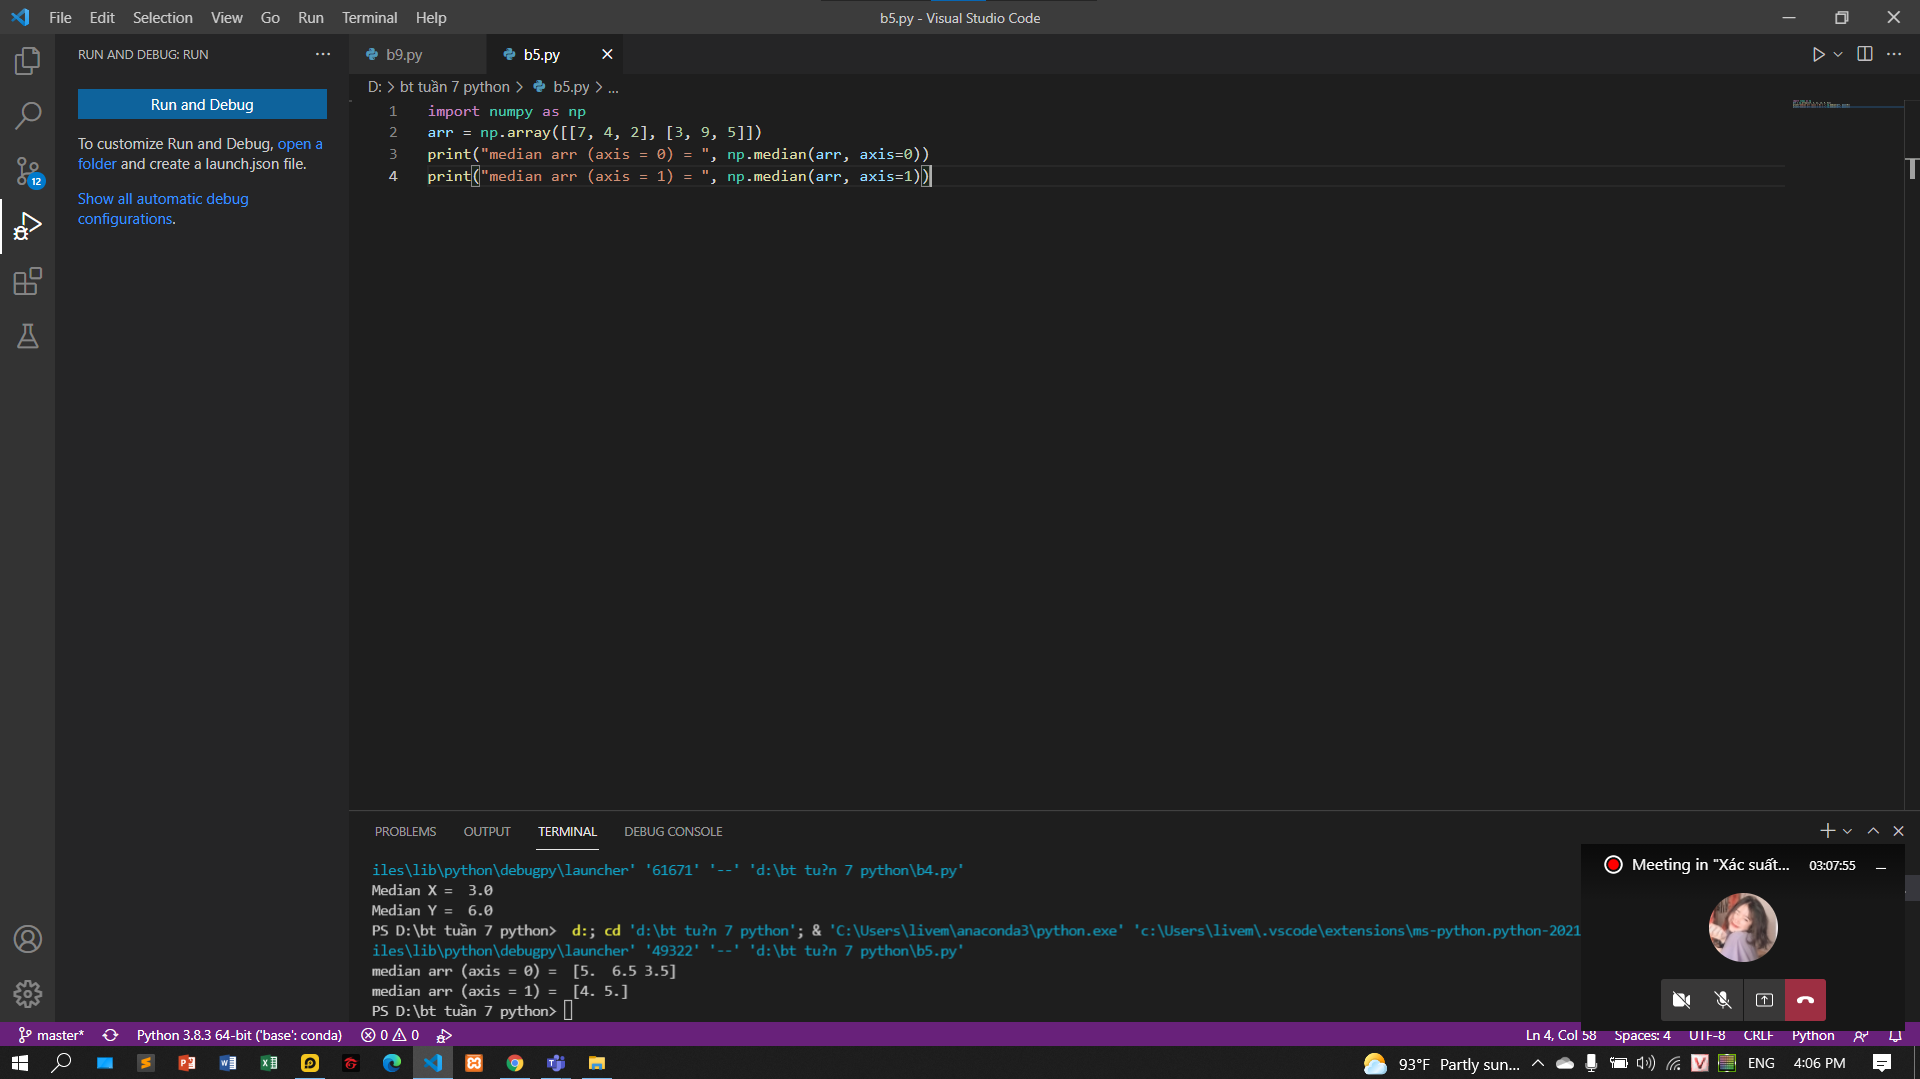 File Edit Selection View Go Run Terminal Help
b5.py - Visual Studio Code
RUN AND DEBUG: RUN
Run and Debug
To customize Run and Debug, open a
folder and create a launch.json file.
Show all automatic debug
configurations.
12
b9.py
b5.py
D: > bt tuần 7 python > b5.py > ...
1 import numpy as np
2 arr = np.array([[7, 4, 2], [3, 9, 5]])
3 print("median arr (axis = 0) = ", np.median(arr, axis=0))
4 print("median arr (axis = 1) = ", np.median(arr, axis=1))
PROBLEMS OUTPUT TERMINAL DEBUG CONSOLE
iles\lib\python\debugpy\launcher' '61671' '--' 'd:\bt tu?n 7 python\b4.py'
Median X =  3.0
Median Y =  6.0
PS D:\bt tuần 7 python>  d:; cd 'd:\bt tu?n 7 python'; & 'C:\Users\livem\anaconda3\python.exe' 'c:\Users\livem\.vscode\extensions\ms-python.python-2021
iles\lib\python\debugpy\launcher' '49322' '--' 'd:\bt tu?n 7 python\b5.py'
median arr (axis = 0) =  [5.  6.5 3.5]
median arr (axis = 1) =  [4. 5.]
PS D:\bt tuần 7 python>
Meeting in "Xác suất... 03:07:55
master* Python 3.8.3 64-bit ('base': conda) 0 0
Ln 4, Col 58 Spaces: 4 UTF-8 CRLF Python
93°F Partly sun... ENG 4:06 PM